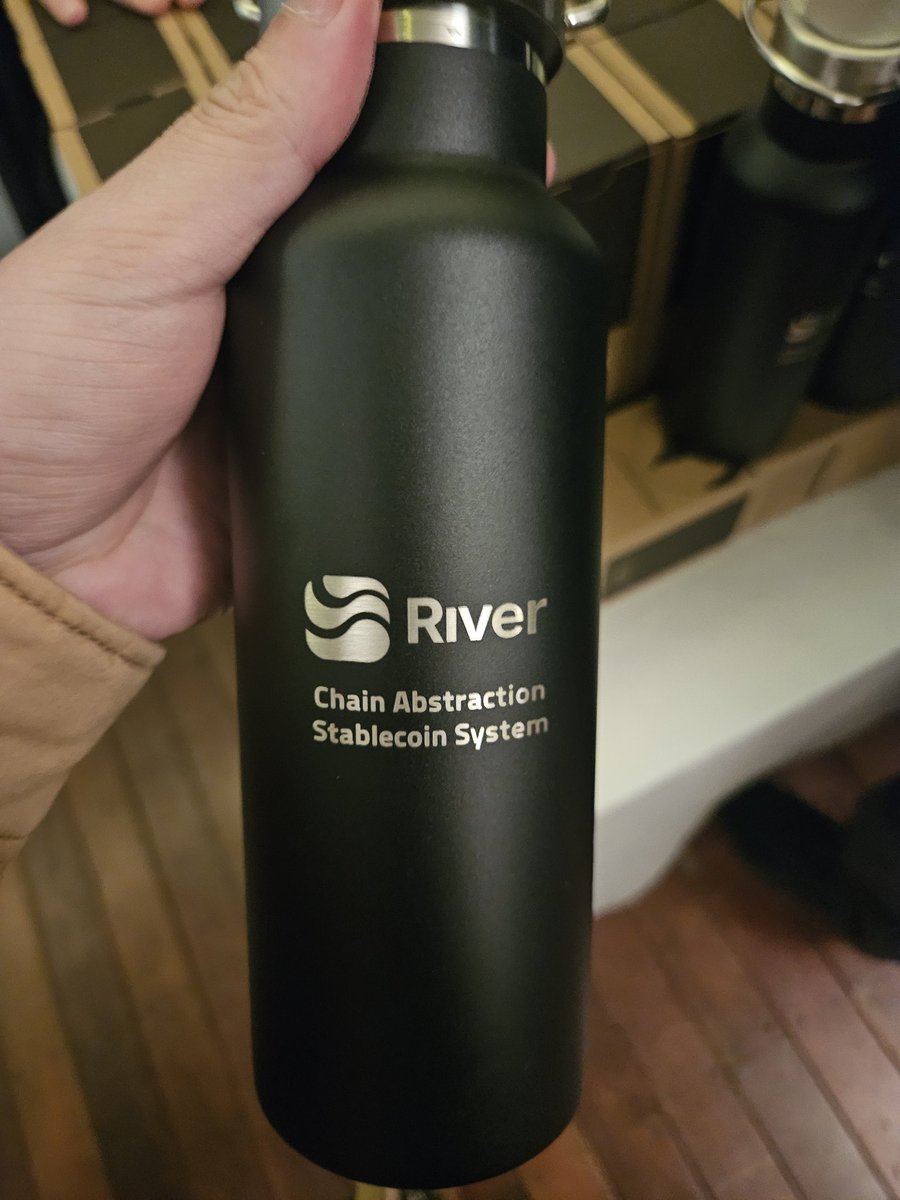 River
Chain Abstraction
Stablecoin System